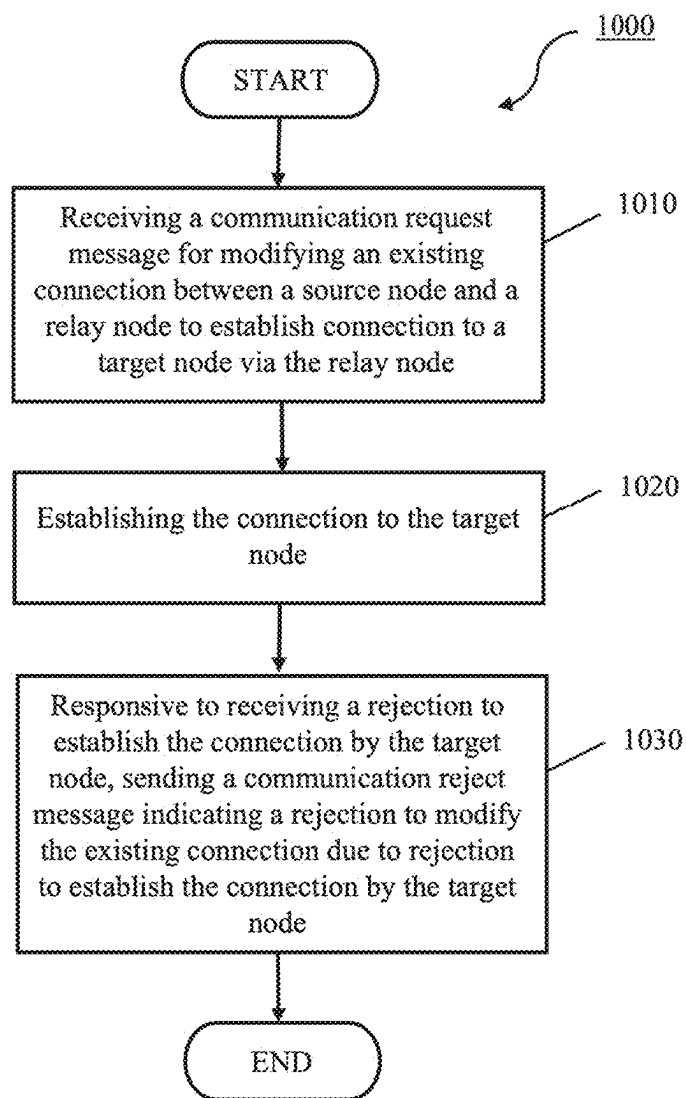 1000
START
Receiving a communication request
message for modifying an existing
connection between a source node and a
relay node to establish connection to a
target node via the relay node
1010
Establishing the connection to the target
node
1020
Responsive to receiving a rejection to
establish the connection by the target
node, sending a communication reject
message indicating a rejection to modify
the existing connection due to rejection
to establish the connection by the target
node
1030
END